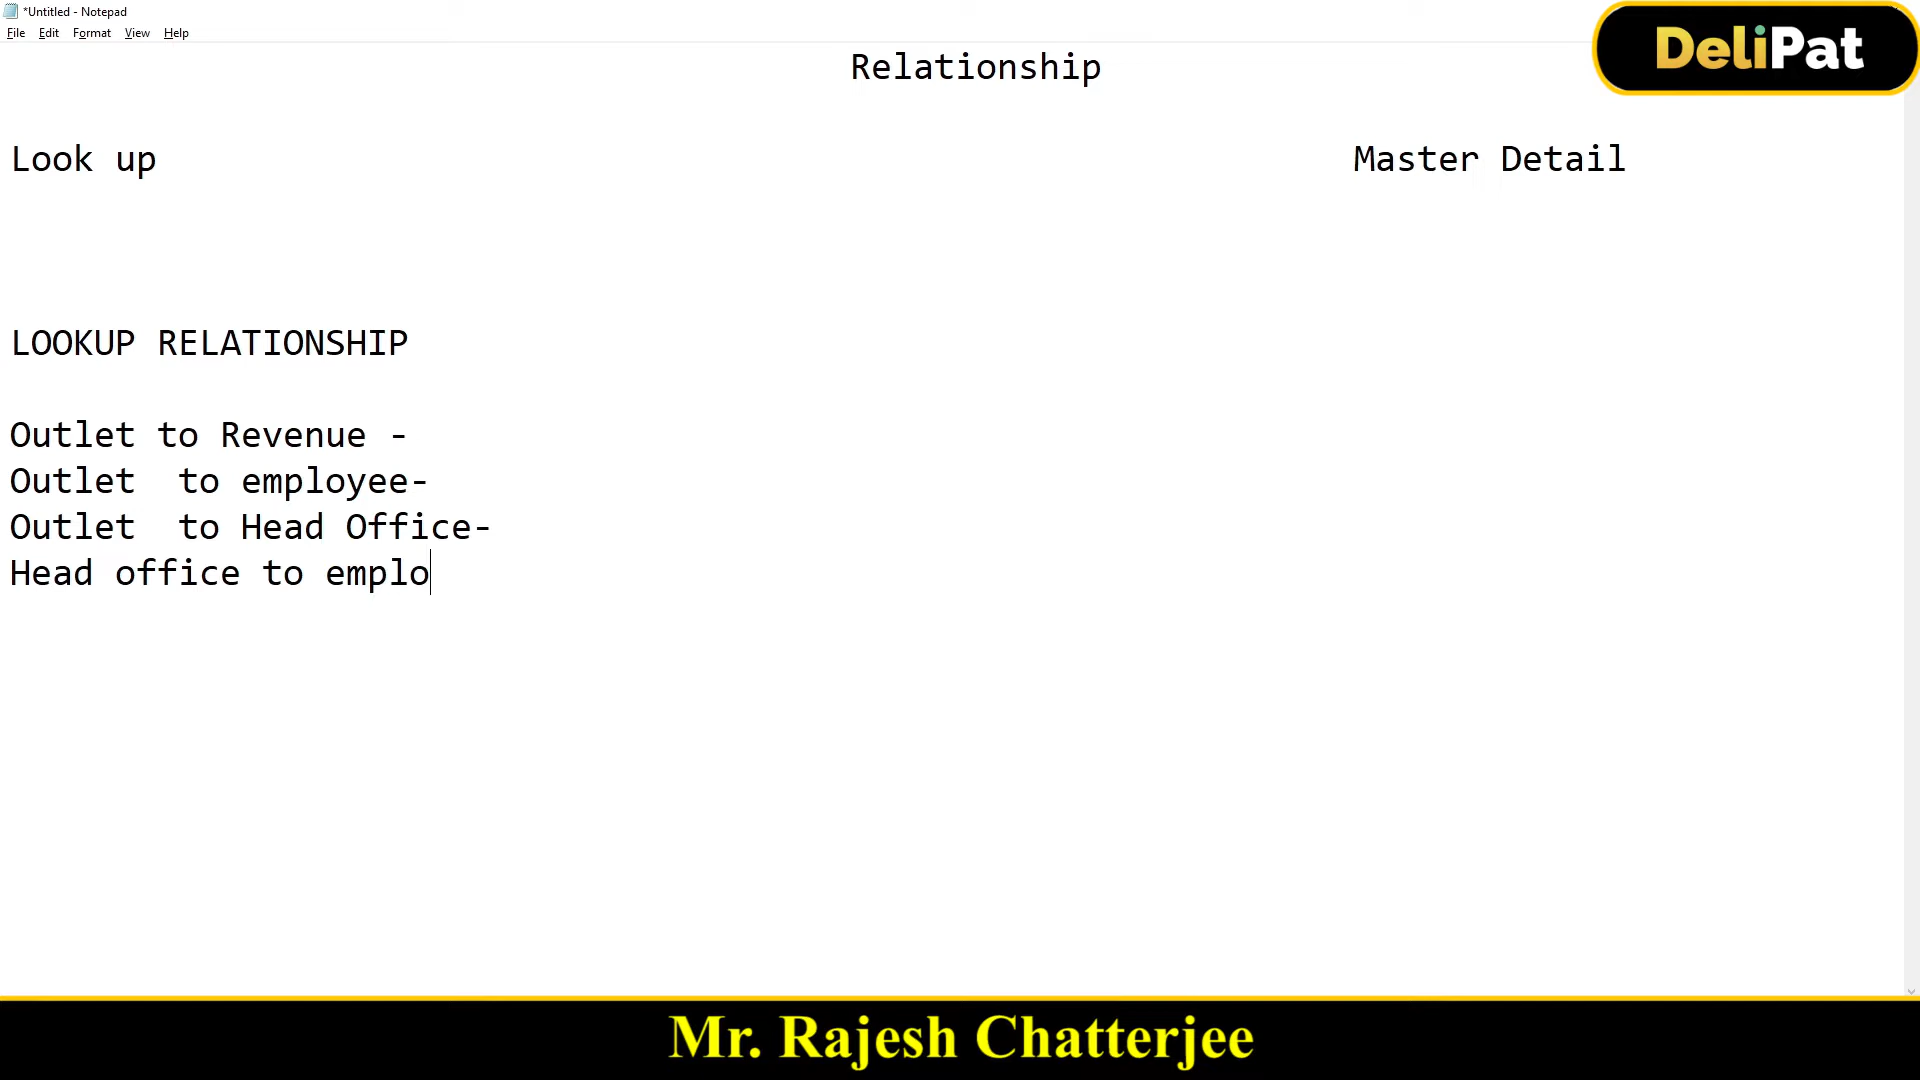 *Untitled - Notepad
File Edit Format View Help
DeliPat
Relationship
Look up Master Detail
LOOKUP RELATIONSHIP
Outlet to Revenue -
Outlet  to employee-
Outlet  to Head Office-
Head office to emplo
Mr. Rajesh Chatterjee